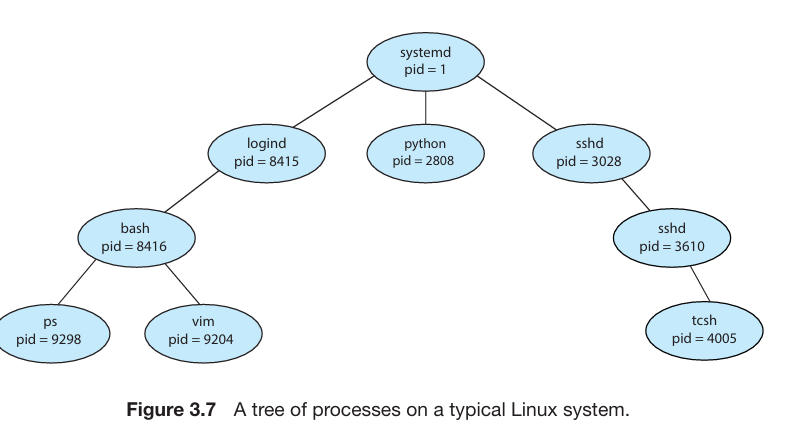 systemd
pid = 1
logind
pid = 8415
python
pid = 2808
sshd
pid = 3028
bash
pid = 8416
sshd
pid = 3610
ps
pid = 9298
vim
pid = 9204
tcsh
pid = 4005
Figure 3.7 A tree of processes on a typical Linux system.